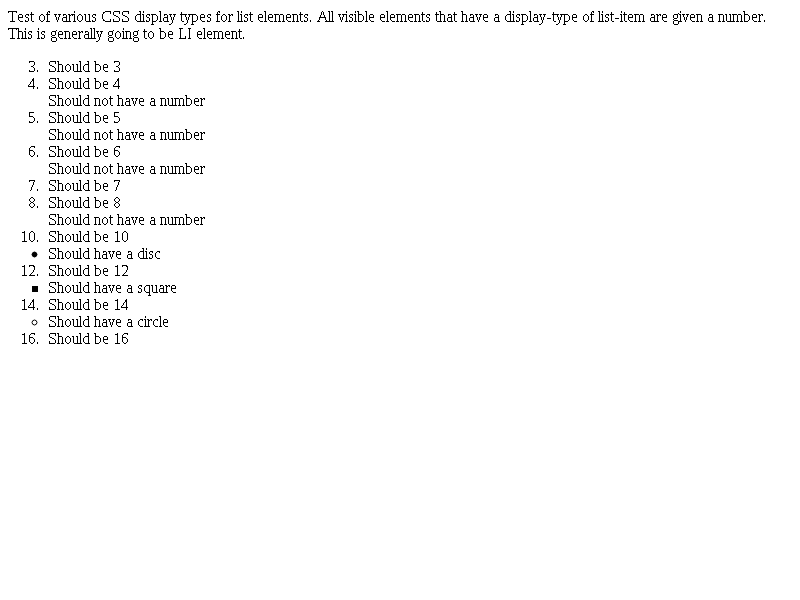 Test of various CSS display types for list elements. All visible elements that have a display-type of list-item are given a number.
This is generally going to be LI element.
3. Should be 3
4. Should be 4
Should not have a number
5. Should be 5
Should not have a number
6. Should be 6
Should not have a number
7. Should be 7
8. Should be 8
Should not have a number
10. Should be 10
• Should have a disc
12. Should be 12
▪ Should have a square
14. Should be 14
◦ Should have a circle
16. Should be 16